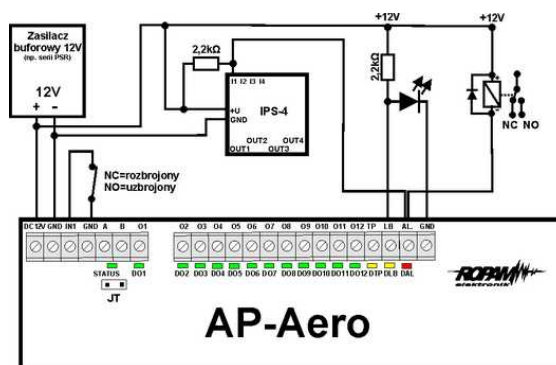 Zasilacz
buforowy 12V
(np. serii PSR)
12V
+ -
2,2kΩ
I1 I2 I3 I4
+U
GND
IPS-4
OUT2 OUT4
OUT1 OUT3
+12V
2,2kΩ
+12V
+
-
NC NO
NC=rozbrojony
NO=uzbrojony
DC12V GND IN1 GND A B O1 O2 O3 O4 O5 O6 O7 O8 O9 O10 O11 O12 TP LB AL. GND
STATUS DO1 DO2 DO3 DO4 DO5 DO6 DO7 DO8 DO9 DO10 DO11 DO12 DTP DLB DAL
JT
ROPAM
elektronik
AP-Aero